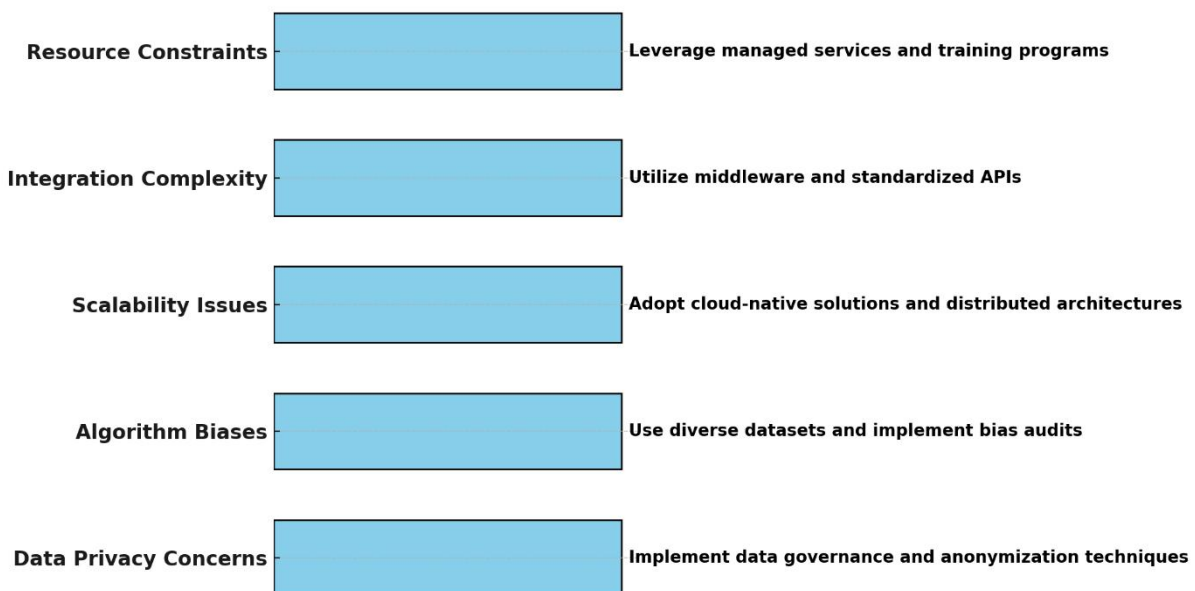 Resource Constraints Leverage managed services and training programs
Integration Complexity Utilize middleware and standardized APIs
Scalability Issues Adopt cloud-native solutions and distributed architectures
Algorithm Biases Use diverse datasets and implement bias audits
Data Privacy Concerns Implement data governance and anonymization techniques